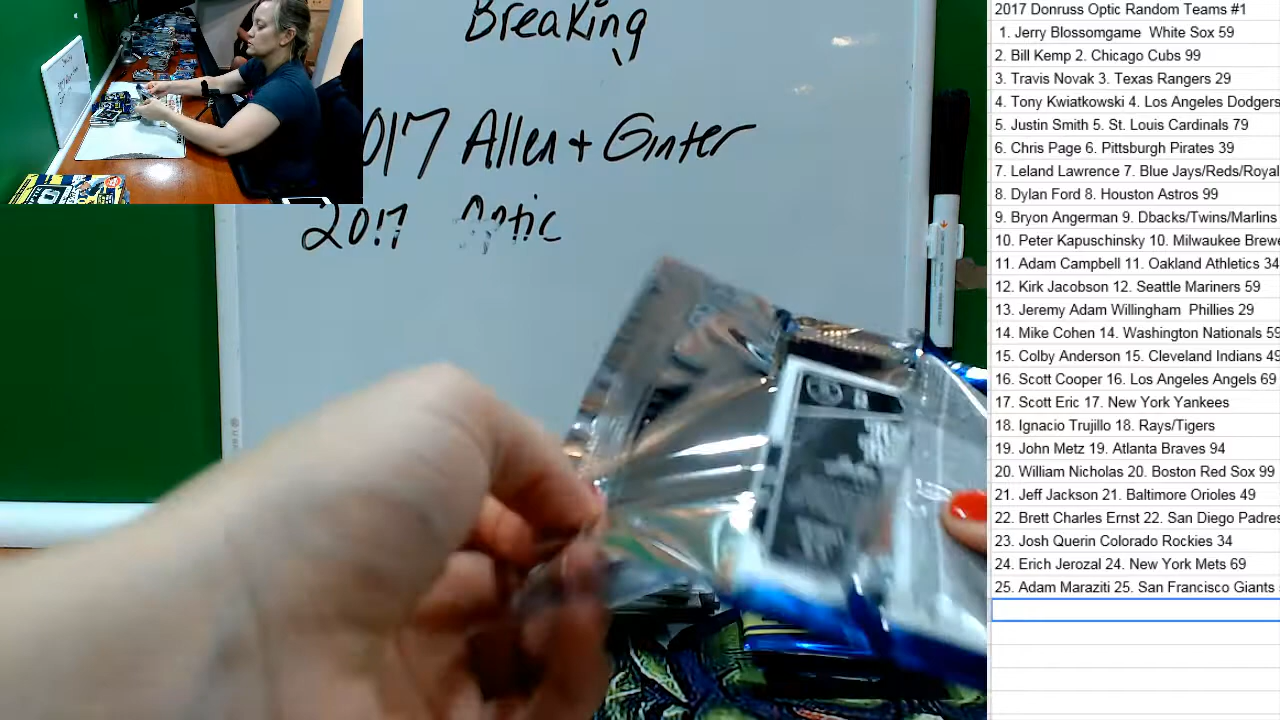 Breaking
017 Allen + Ginter
2017 Optic
2017 Donruss Optic Random Teams #1
1. Jerry Blossomgame White Sox 59
2. Bill Kemp 2. Chicago Cubs 99
3. Travis Novak 3. Texas Rangers 29
4. Tony Kwiatkowski 4. Los Angeles Dodgers
5. Justin Smith 5. St. Louis Cardinals 79
6. Chris Page 6. Pittsburgh Pirates 39
7. Leland Lawrence 7. Blue Jays/Reds/Royal
8. Dylan Ford 8. Houston Astros 99
9. Bryon Angerman 9. Dbacks/Twins/Marlins
10. Peter Kapuschinsky 10. Milwaukee Brewe
11. Adam Campbell 11. Oakland Athletics 34
12. Kirk Jacobson 12. Seattle Mariners 59
13. Jeremy Adam Willingham Phillies 29
14. Mike Cohen 14. Washington Nationals 59
15. Colby Anderson 15. Cleveland Indians 49
16. Scott Cooper 16. Los Angeles Angels 69
17. Scott Eric 17. New York Yankees
18. Ignacio Trujillo 18. Rays/Tigers
19. John Metz 19. Atlanta Braves 94
20. William Nicholas 20. Boston Red Sox 99
21. Jeff Jackson 21. Baltimore Orioles 49
22. Brett Charles Ernst 22. San Diego Padres
23. Josh Querin Colorado Rockies 34
24. Erich Jerozal 24. New York Mets 69
25. Adam Maraziti 25. San Francisco Giants